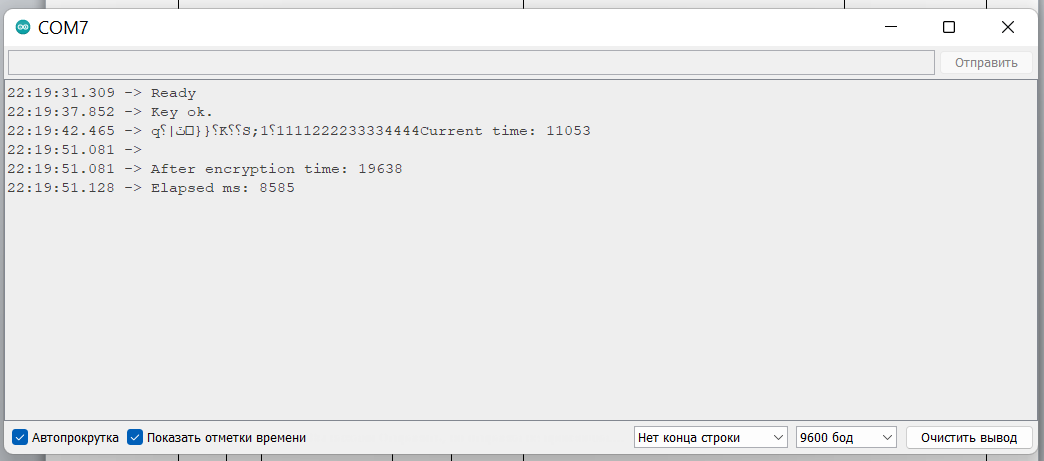 COM7
Отправить
22:19:31.309 -> Ready
22:19:37.852 -> Key ok.
22:19:42.465 -> 1111222233334444Current time: 11053
22:19:51.081 ->
22:19:51.081 -> After encryption time: 19638
22:19:51.128 -> Elapsed ms: 8585
Автопрокрутка
Показать отметки времени
Нет конца строки
9600 бод
Очистить вывод